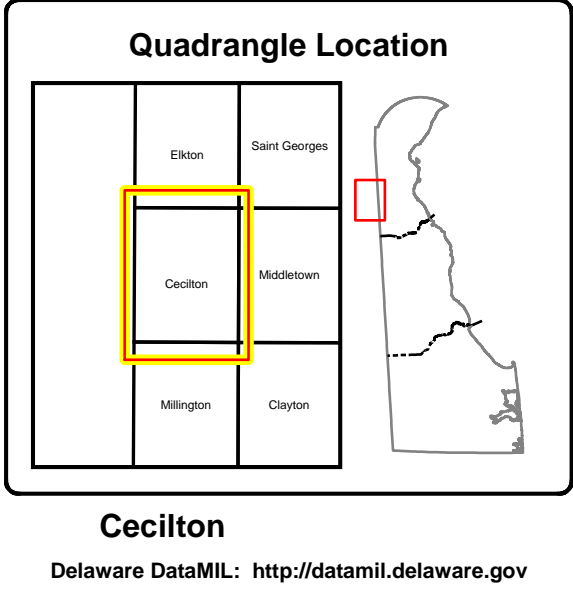 Quadrangle Location
Elkton
Saint Georges
Cecilton
Middletown
Millington
Clayton
Cecilton
Delaware DataMIL: http://datamil.delaware.gov